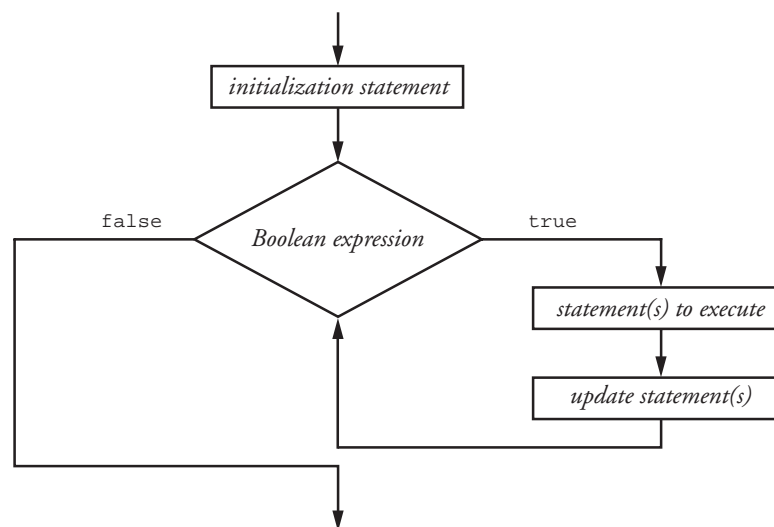 initialization statement
false
Boolean expression
true
statement(s) to execute
update statement(s)